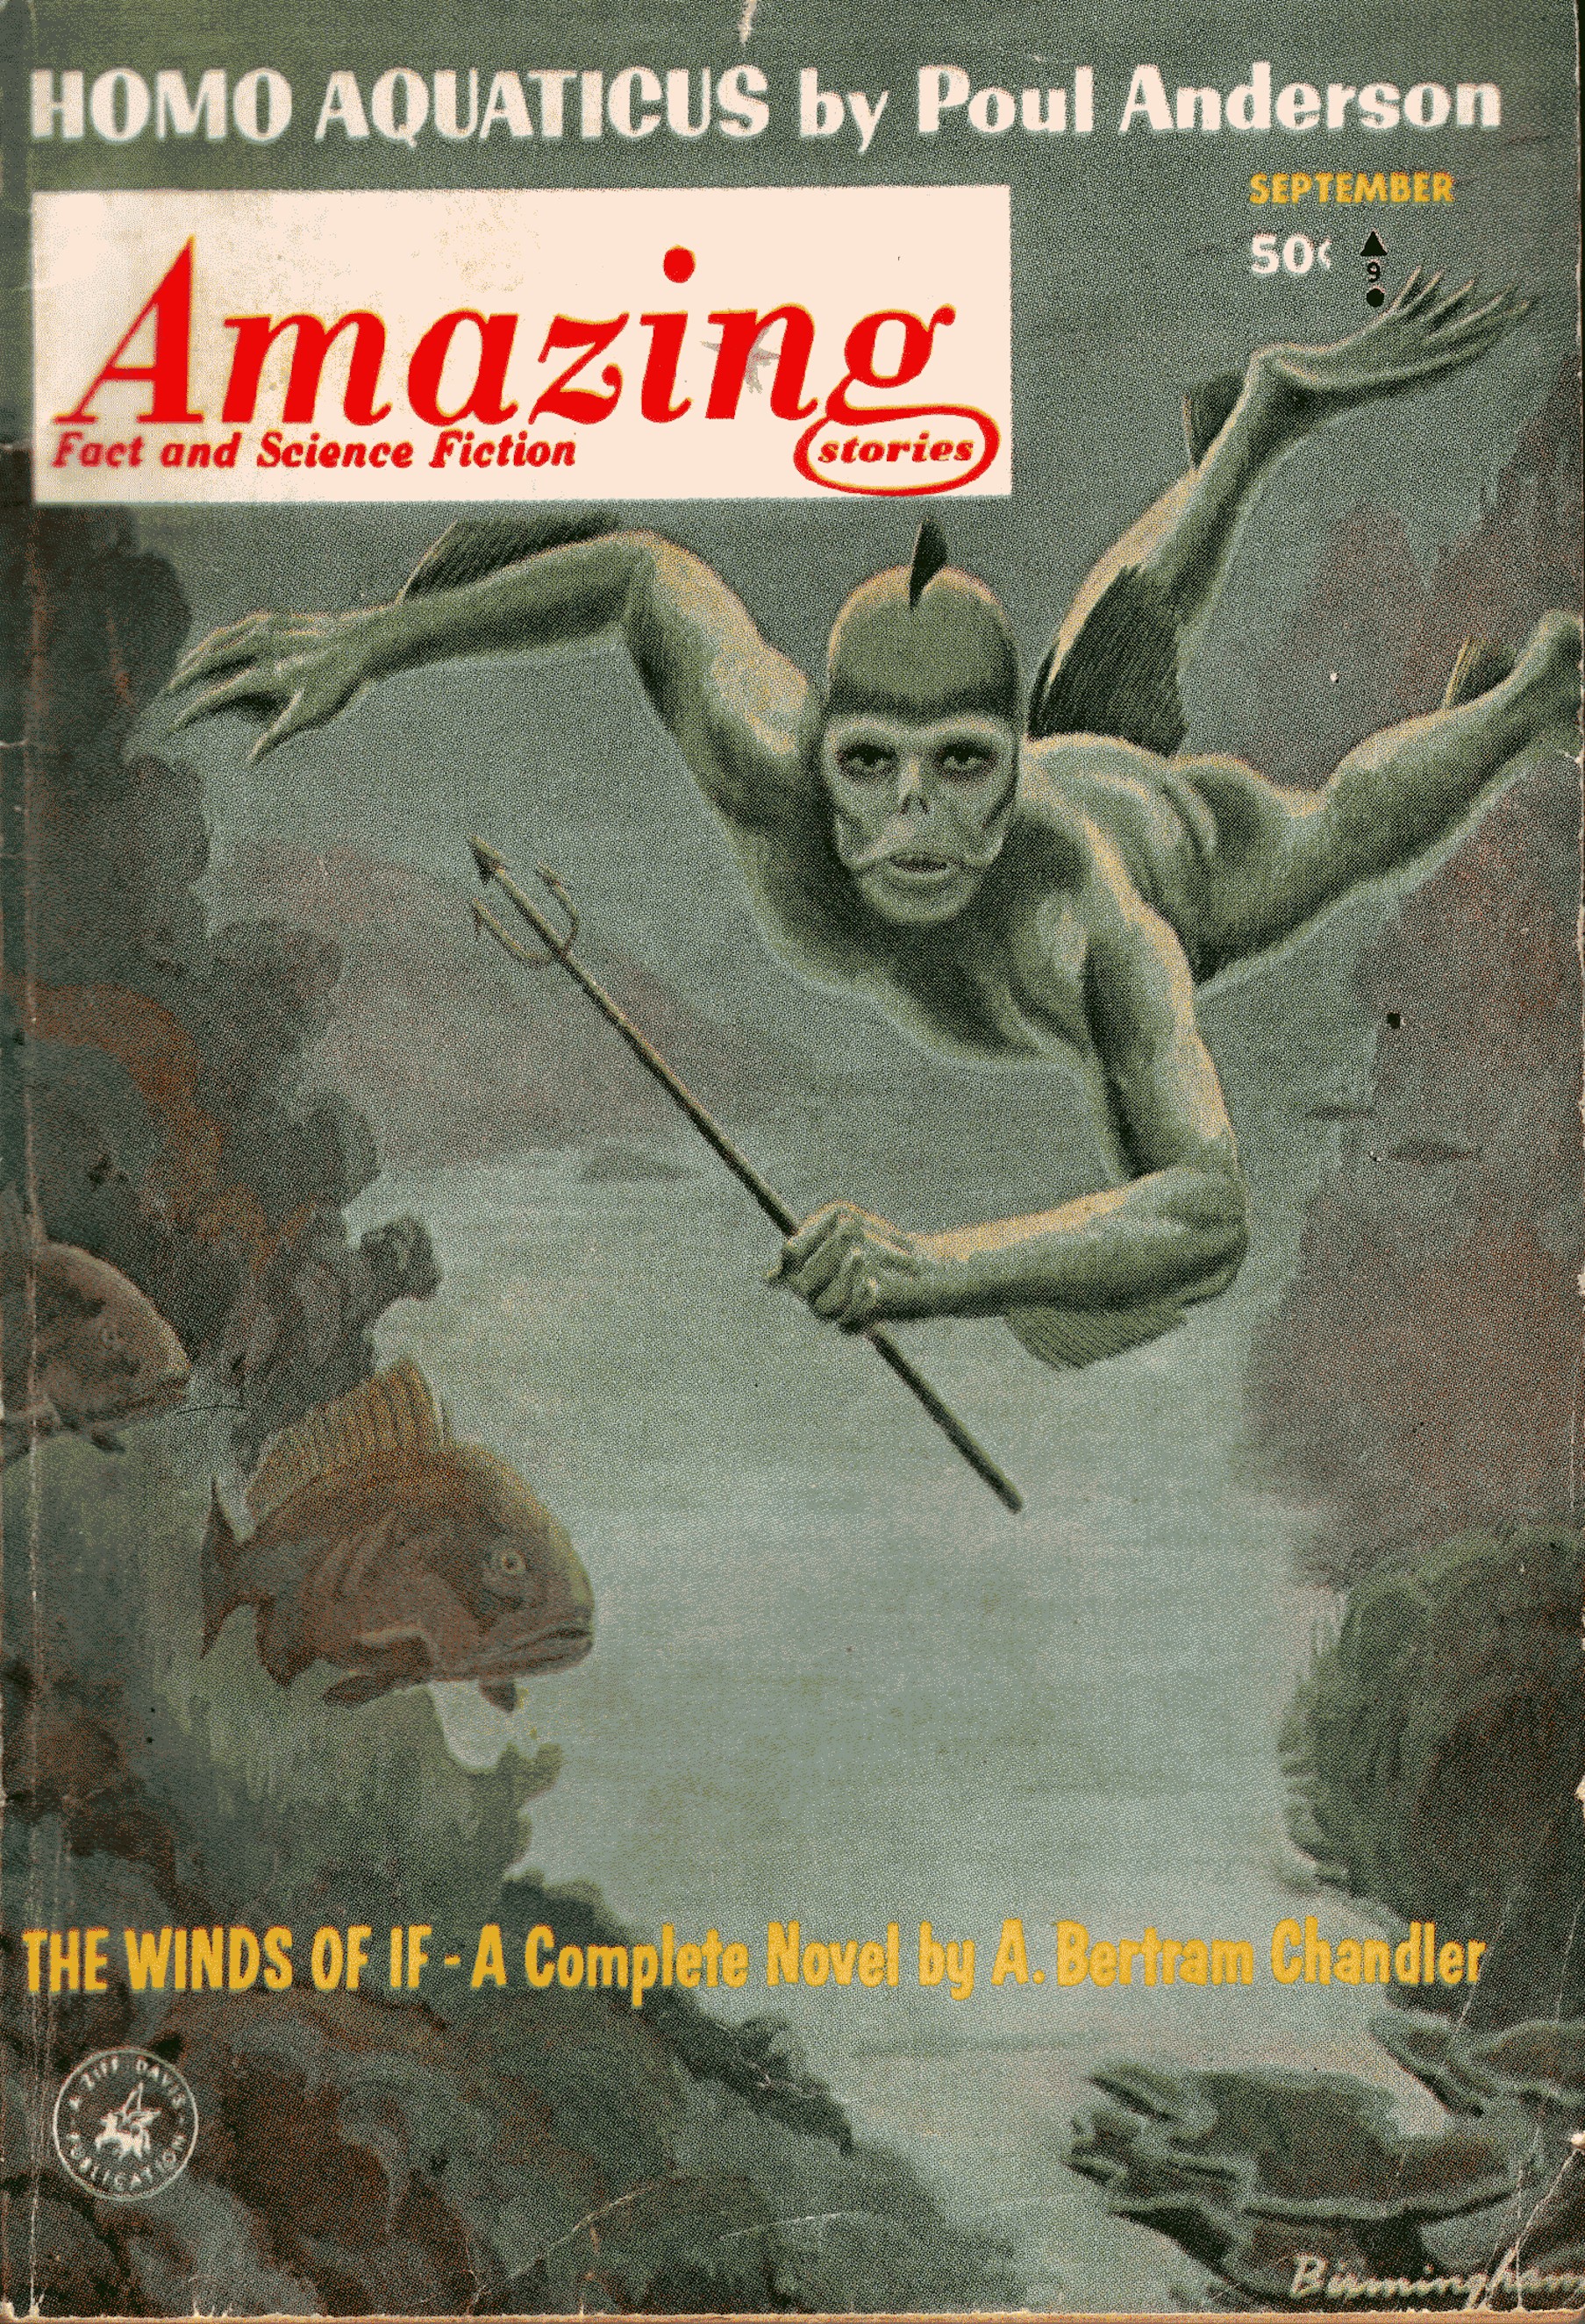 HOMO AQUATICUS by Poul Anderson
SEPTEMBER
50¢
9
Amazing
Fact and Science Fiction
stories
THE WINDS OF IF - A Complete Novel by A. Bertram Chandler
A ZIFF-DAVIS PUBLICATION
Birmingham